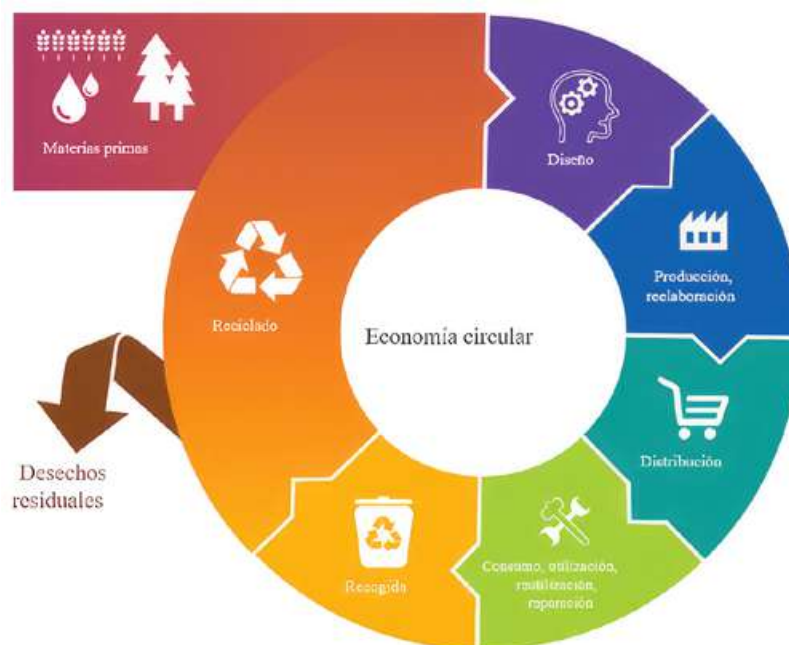 Materias primas
Diseño
Producción,
reelaboración
Distribución
Consumo, utilización,
reutilización,
reparación
Recogida
Reciclado
Desechos
residuales
Economía circular